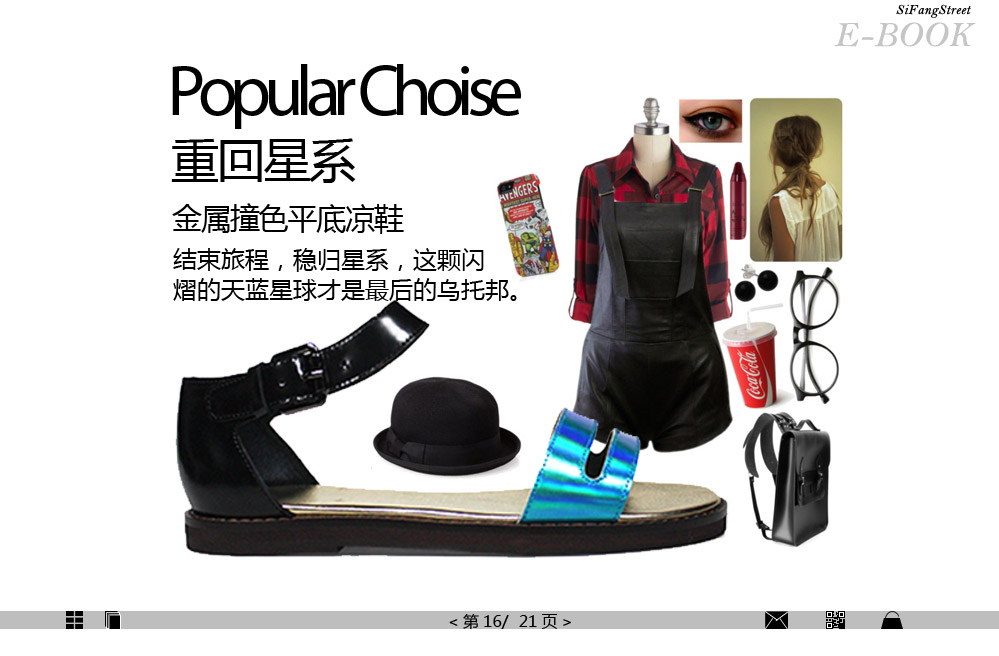 SiFangStreet
E-BOOK
Popular Choise
重回星系
金属撞色平底凉鞋
结束旅程，稳归星系，这颗闪
熠的天蓝星球才是最后的乌托邦。
AVENGERS
Coca-Cola
< 第 16/ 21 页 >